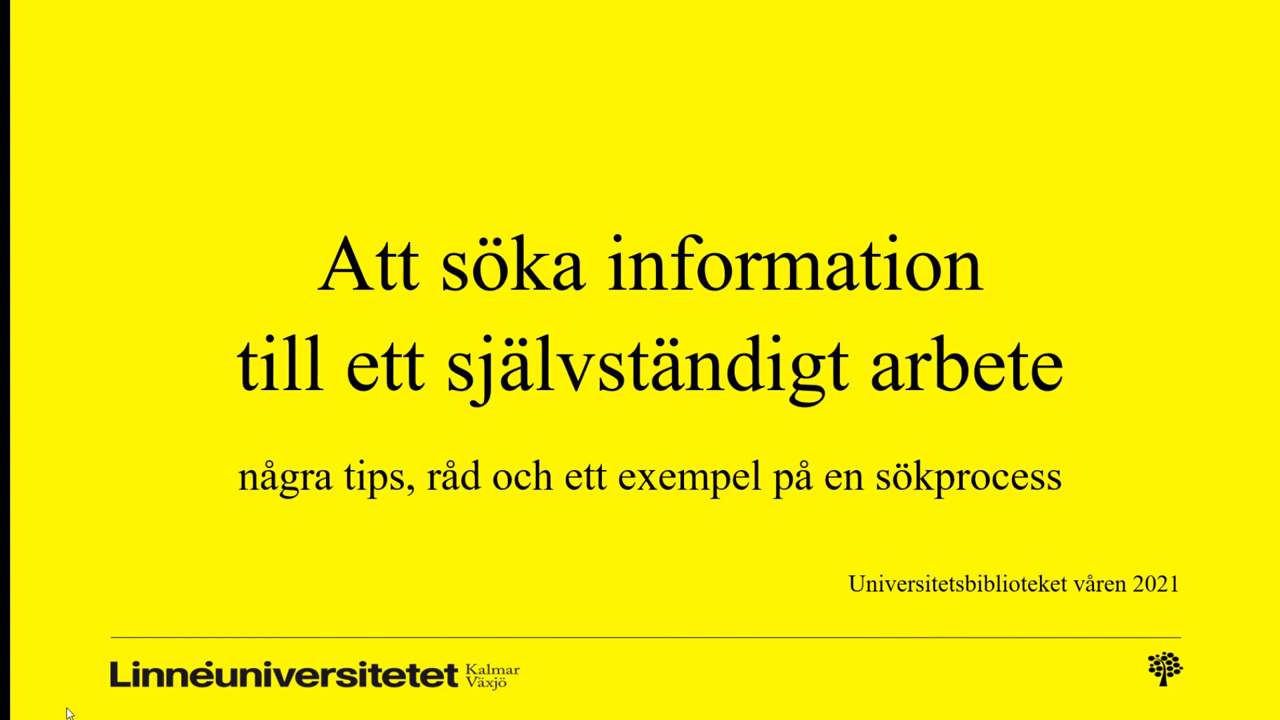 Att söka information
till ett självständigt arbete
några tips, råd och ett exempel på en sökprocess
Universitetsbiblioteket våren 2021
Linnéuniversitetet Kalmar
Växjö